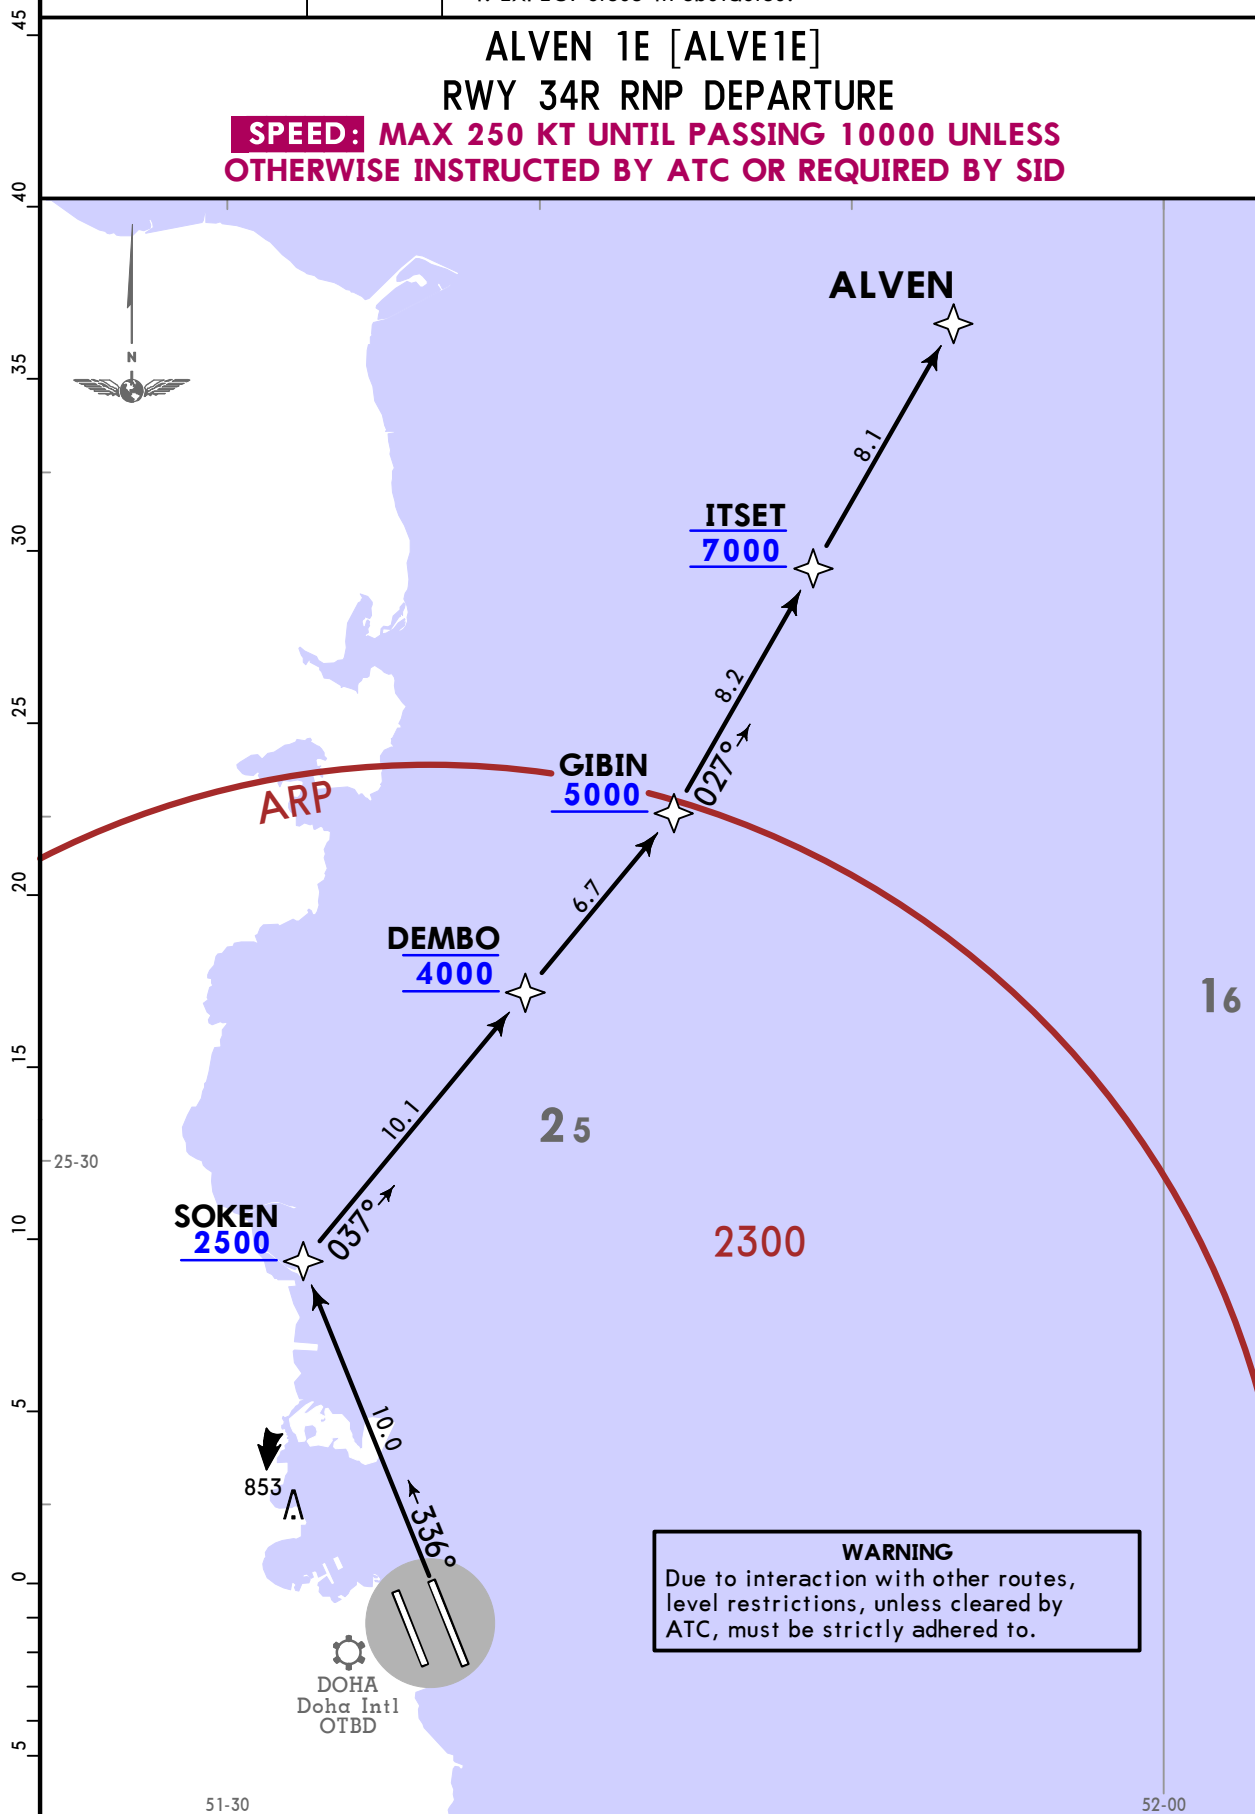 ALVEN 1E [ALVE1E]
RWY 34R RNP DEPARTURE
SPEED: MAX 250 KT UNTIL PASSING 10000 UNLESS
OTHERWISE INSTRUCTED BY ATC OR REQUIRED BY SID
45
40
35
30
25
20
15
10
5
0
5
N
ALVEN
8.1
ITSET
7000
8.2
027°
GIBIN
5000
ARP
6.7
DEMBO
4000
16
10.1
25
25-30
SOKEN
2500
037°
2300
10.0
853
336°
WARNING
Due to interaction with other routes,
level restrictions, unless cleared by
ATC, must be strictly adhered to.
DOHA
Doha Intl
OTBD
51-30
52-00